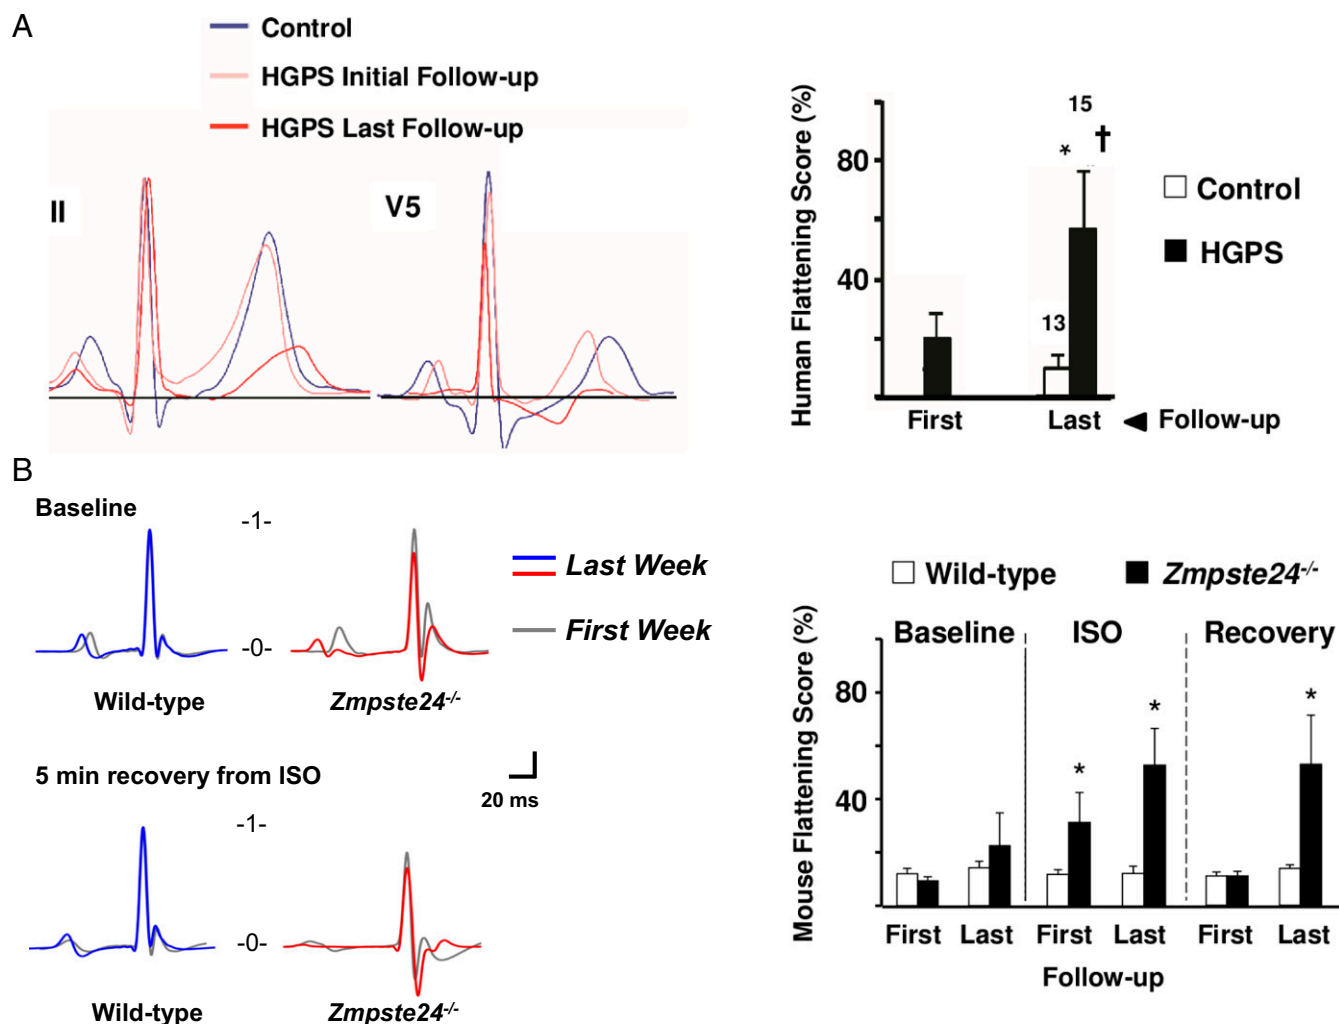 A
Control
HGPS Initial Follow-up
HGPS Last Follow-up
II
V5
Human Flattening Score (%)
80
40
15
* †
13
Control
HGPS
First
Last
◄ Follow-up
B
Baseline
-1-
-0-
Wild-type
Zmpste24-/-
Last Week
First Week
5 min recovery from ISO
20 ms
-1-
-0-
Wild-type
Zmpste24-/-
Wild-type
Zmpste24-/-
Mouse Flattening Score (%)
Baseline
ISO
Recovery
80
40
*
*
*
First Last First Last First Last
Follow-up